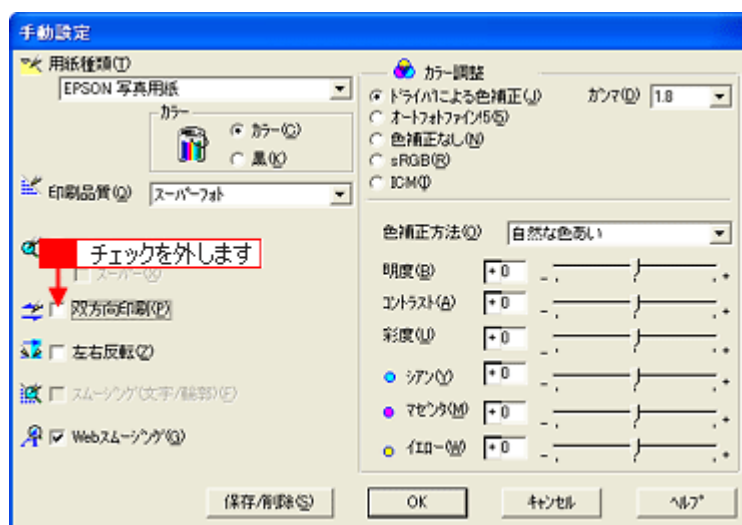 手動設定
用紙種類(T)
EPSON 写真用紙
カラー
カラー(C)
黒(K)
印刷品質(Q)
スーパーフォト
チェックを外します
スーパー(X)
双方向印刷(P)
左右反転(Z)
スムージング(文字/輪郭)(F)
Webスムージング(G)
カラー調整
ドライバによる色補正(J)
オートフォトファイン!5(5)
色補正なし(N)
sRGB(R)
ICM(I)
ガンマ(D) 1.8
色補正方法(O) 自然な色あい
明度(B) +0 - +
コントラスト(A) +0 - +
彩度(U) +0 - +
シアン(Y) +0 - +
マゼンタ(M) +0 - +
イエロー(W) +0 - +
保存/削除(S)
OK
キャンセル
ヘルプ